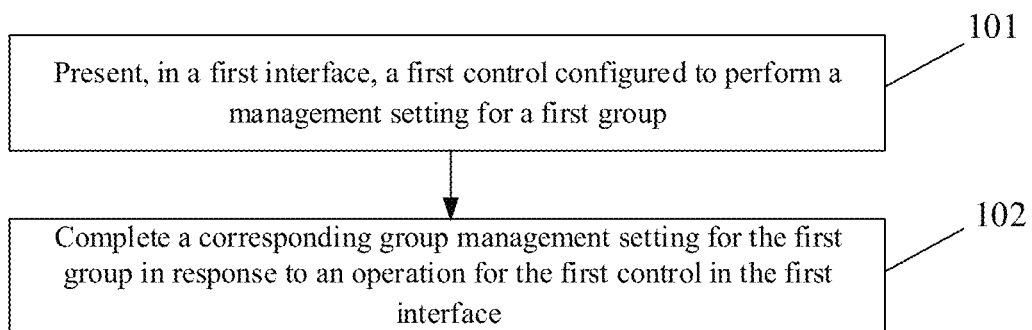 101
Present, in a first interface, a first control configured to perform a
management setting for a first group
102
Complete a corresponding group management setting for the first
group in response to an operation for the first control in the first
interface